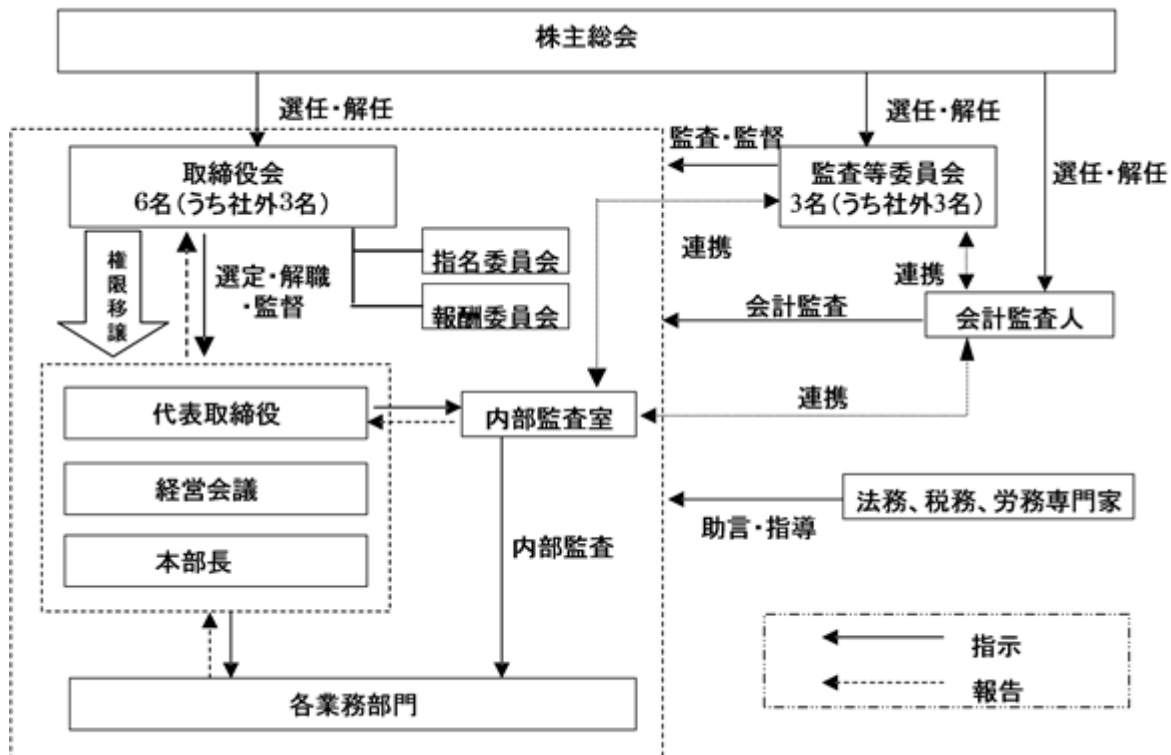 株主総会
選任・解任
選任・解任
選任・解任
監査・監督
取締役会
6名(うち社外3名)
監査等委員会
3名(うち社外3名)
権限移譲
選定・解職
・監督
指名委員会
報酬委員会
連携
連携
会計監査
会計監査人
代表取締役
内部監査室
連携
経営会議
本部長
内部監査
法務、税務、労務専門家
助言・指導
各業務部門
指示
報告